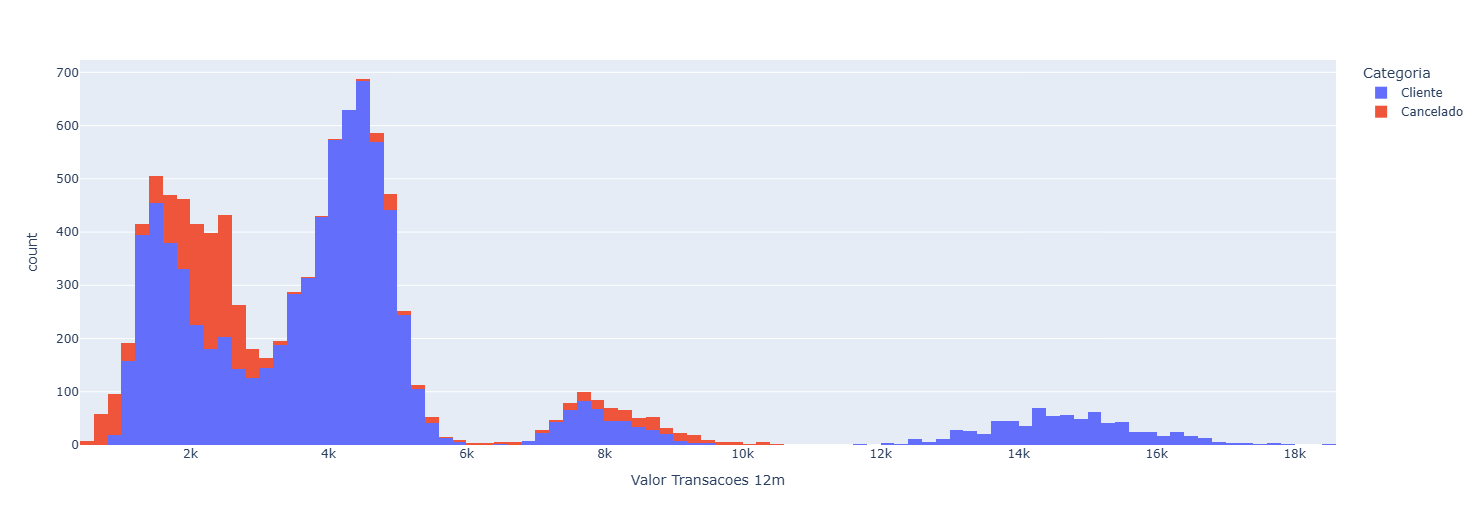 Categoria
Cliente
Cancelado
count
700
600
500
400
300
200
100
0
2k 4k 6k 8k 10k 12k 14k 16k 18k
Valor Transacoes 12m